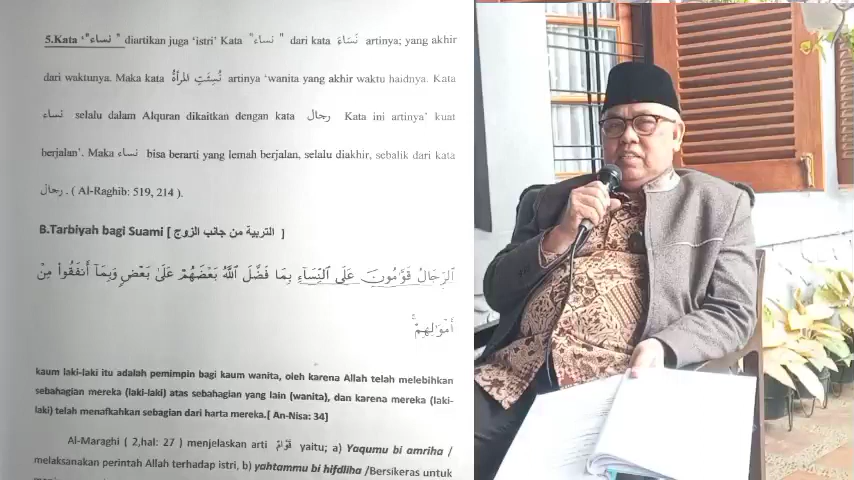 5.Kata "نساء" diartikan juga 'istri' Kata "نساء" dari kata نَسَاءَ artinya; yang akhir
dari waktunya. Maka kata نُسِئَتِ المرأةُ artinya 'wanita yang akhir waktu haidnya. Kata
نساء selalu dalam Alquran dikaitkan dengan kata رجال Kata ini artinya' kuat
berjalan'. Maka نساء bisa berarti yang lemah berjalan, selalu diakhir, sebalik dari kata
رجال . ( Al-Raghib: 519, 214 ).
B.Tarbiyah bagi Suami [ التربية من جانب الزوج ]
ٱلرِّجَالُ قَوَّٰمُونَ عَلَى ٱلنِّسَآءِ بِمَا فَضَّلَ ٱللَّهُ بَعْضَهُمْ عَلَىٰ بَعْضٍ وَبِمَآ أَنفَقُوا۟ مِنْ
أَمْوَٰلِهِمْ ۚ
kaum laki-laki itu adalah pemimpin bagi kaum wanita, oleh karena Allah telah melebihkan
sebahagian mereka (laki-laki) atas sebahagian yang lain (wanita), dan karena mereka (laki-
laki) telah menafkahkan sebagian dari harta mereka.[ An-Nisa: 34]
Al-Maraghi ( 2,hal: 27 ) menjelaskan arti قَوَّامُ yaitu; a) Yaqumu bi amriha /
melaksanakan perintah Allah terhadap istri, b) yahtammu bi hifdliha /Bersikeras untuk